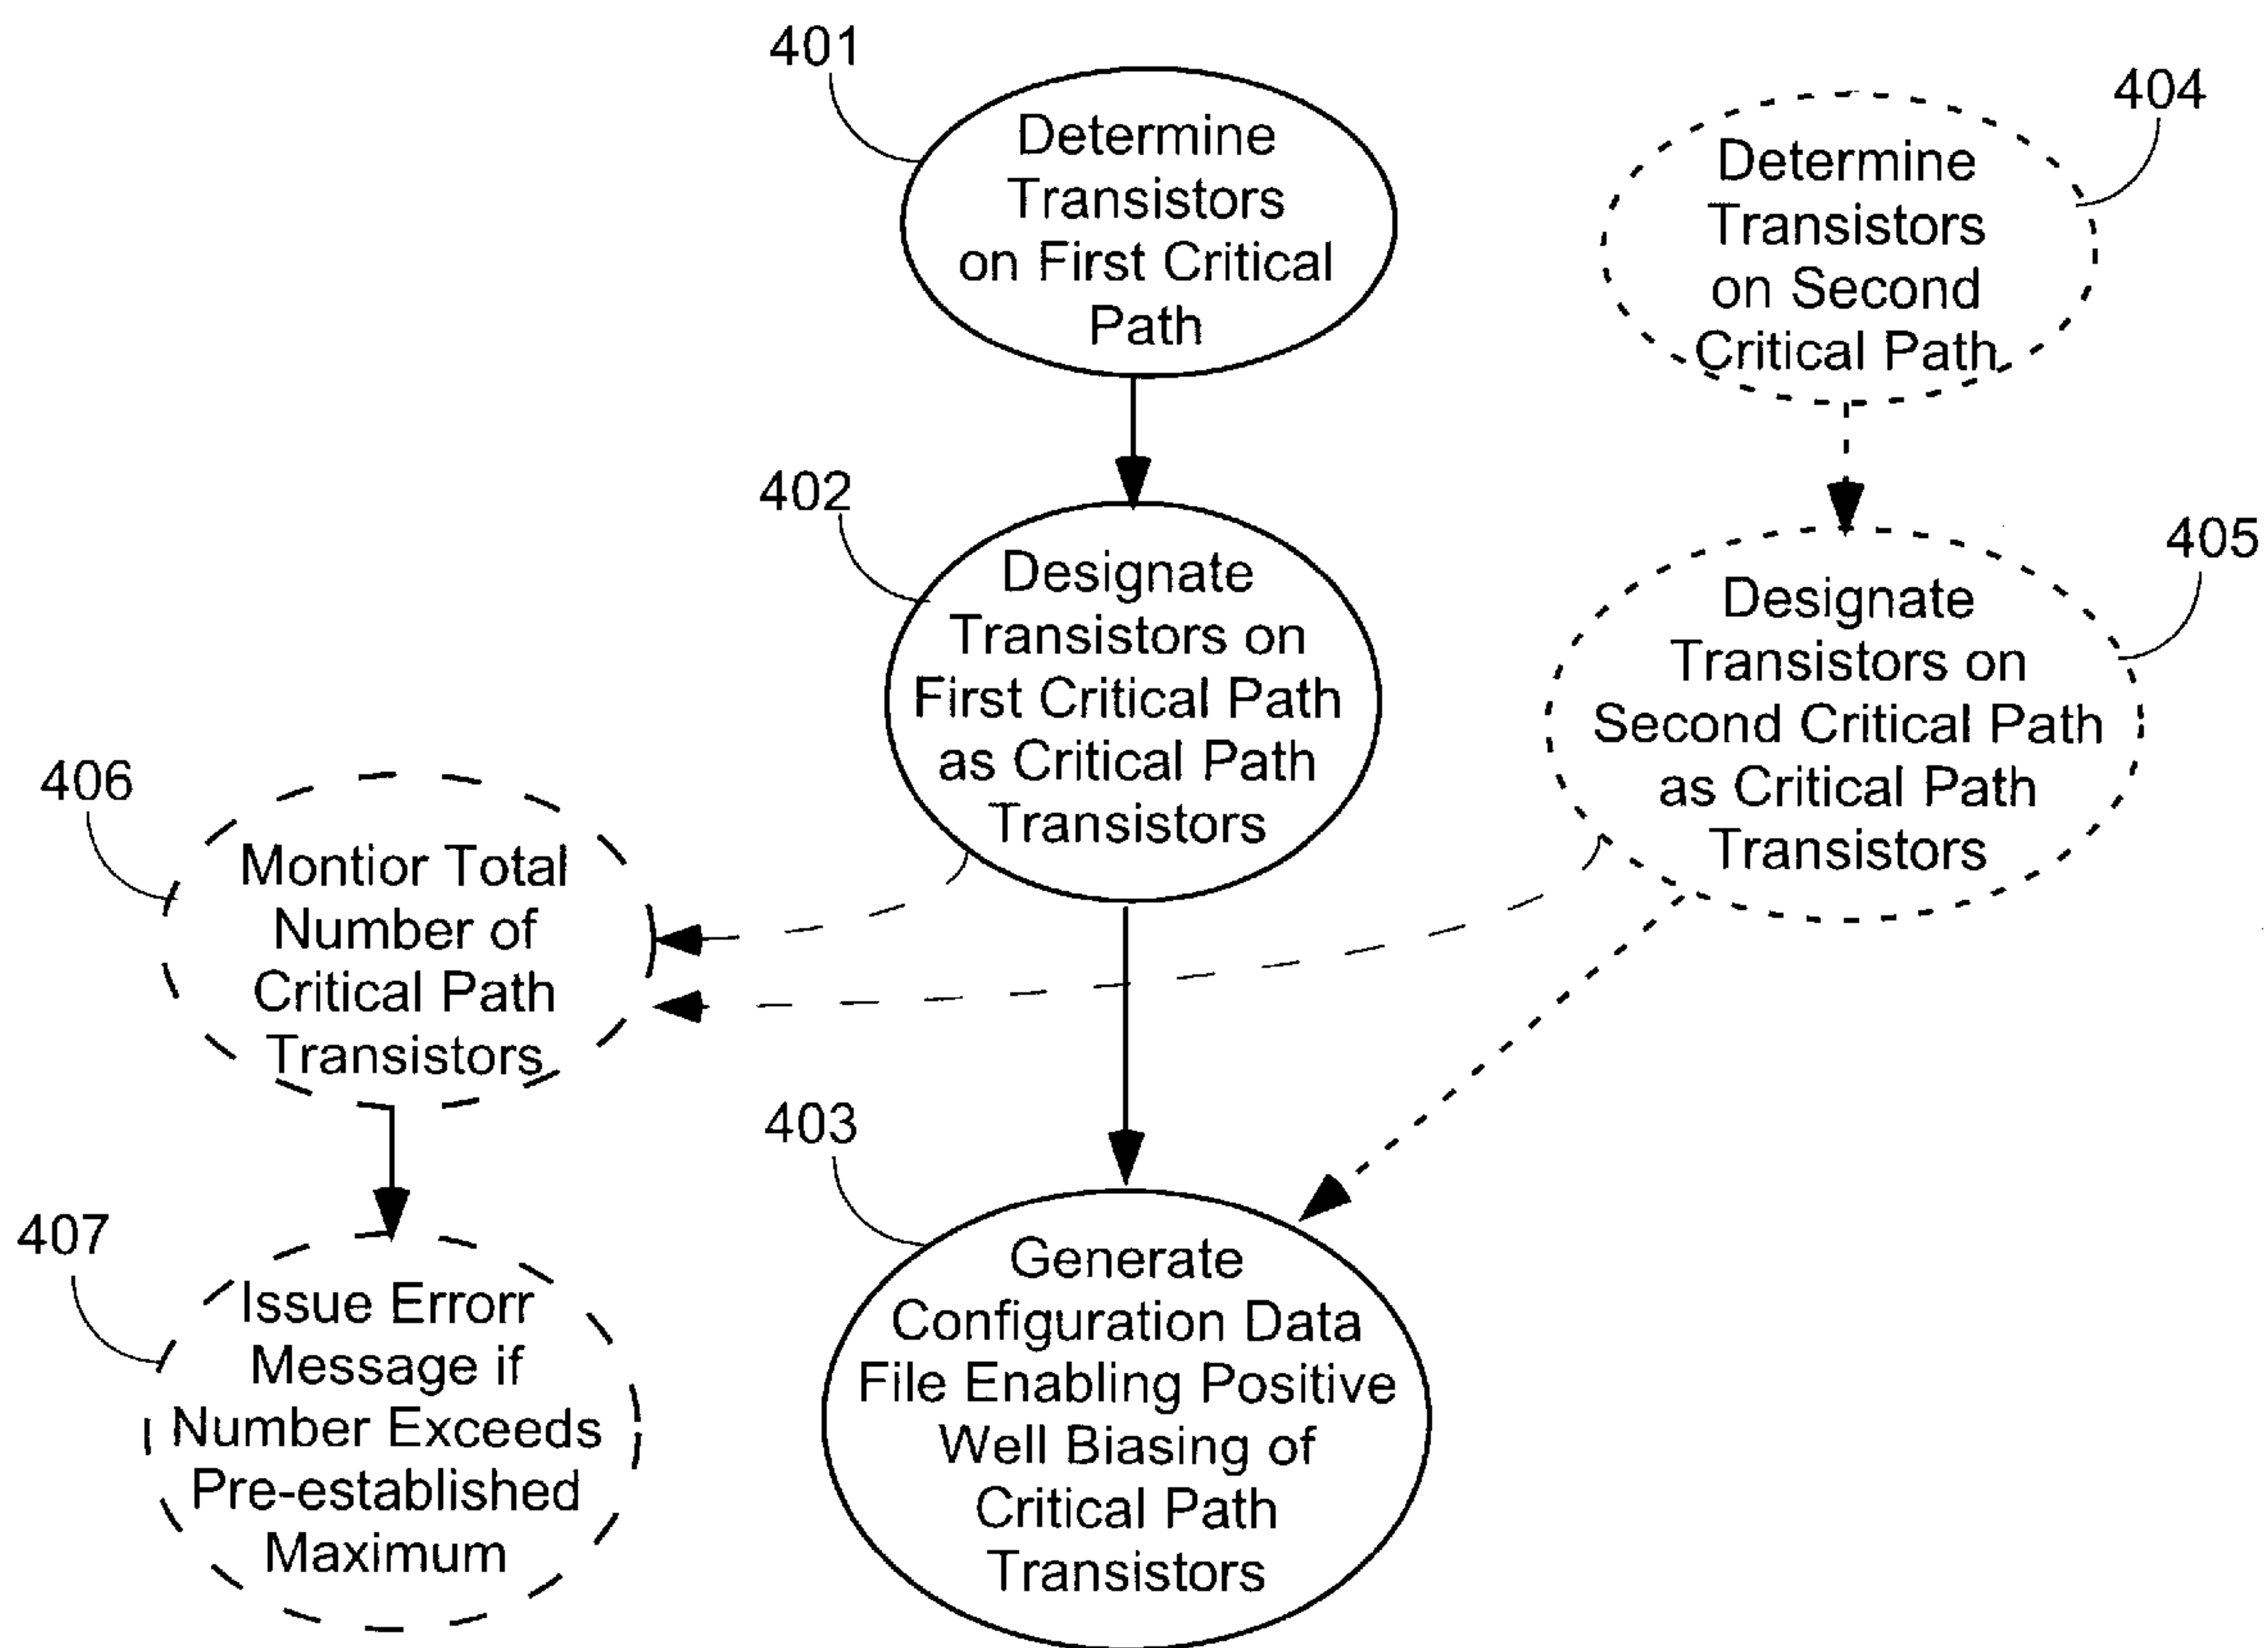 401
Determine
Transistors
on First Critical
Path
404
Determine
Transistors
on Second
Critical Path
402
Designate
Transistors on
First Critical Path
as Critical Path
Transistors
405
Designate
Transistors on
Second Critical Path
as Critical Path
Transistors
406
Montior Total
Number of
Critical Path
Transistors
403
Generate
Configuration Data
File Enabling Positive
Well Biasing of
Critical Path
Transistors
407
Issue Errorr
Message if
Number Exceeds
Pre-established
Maximum